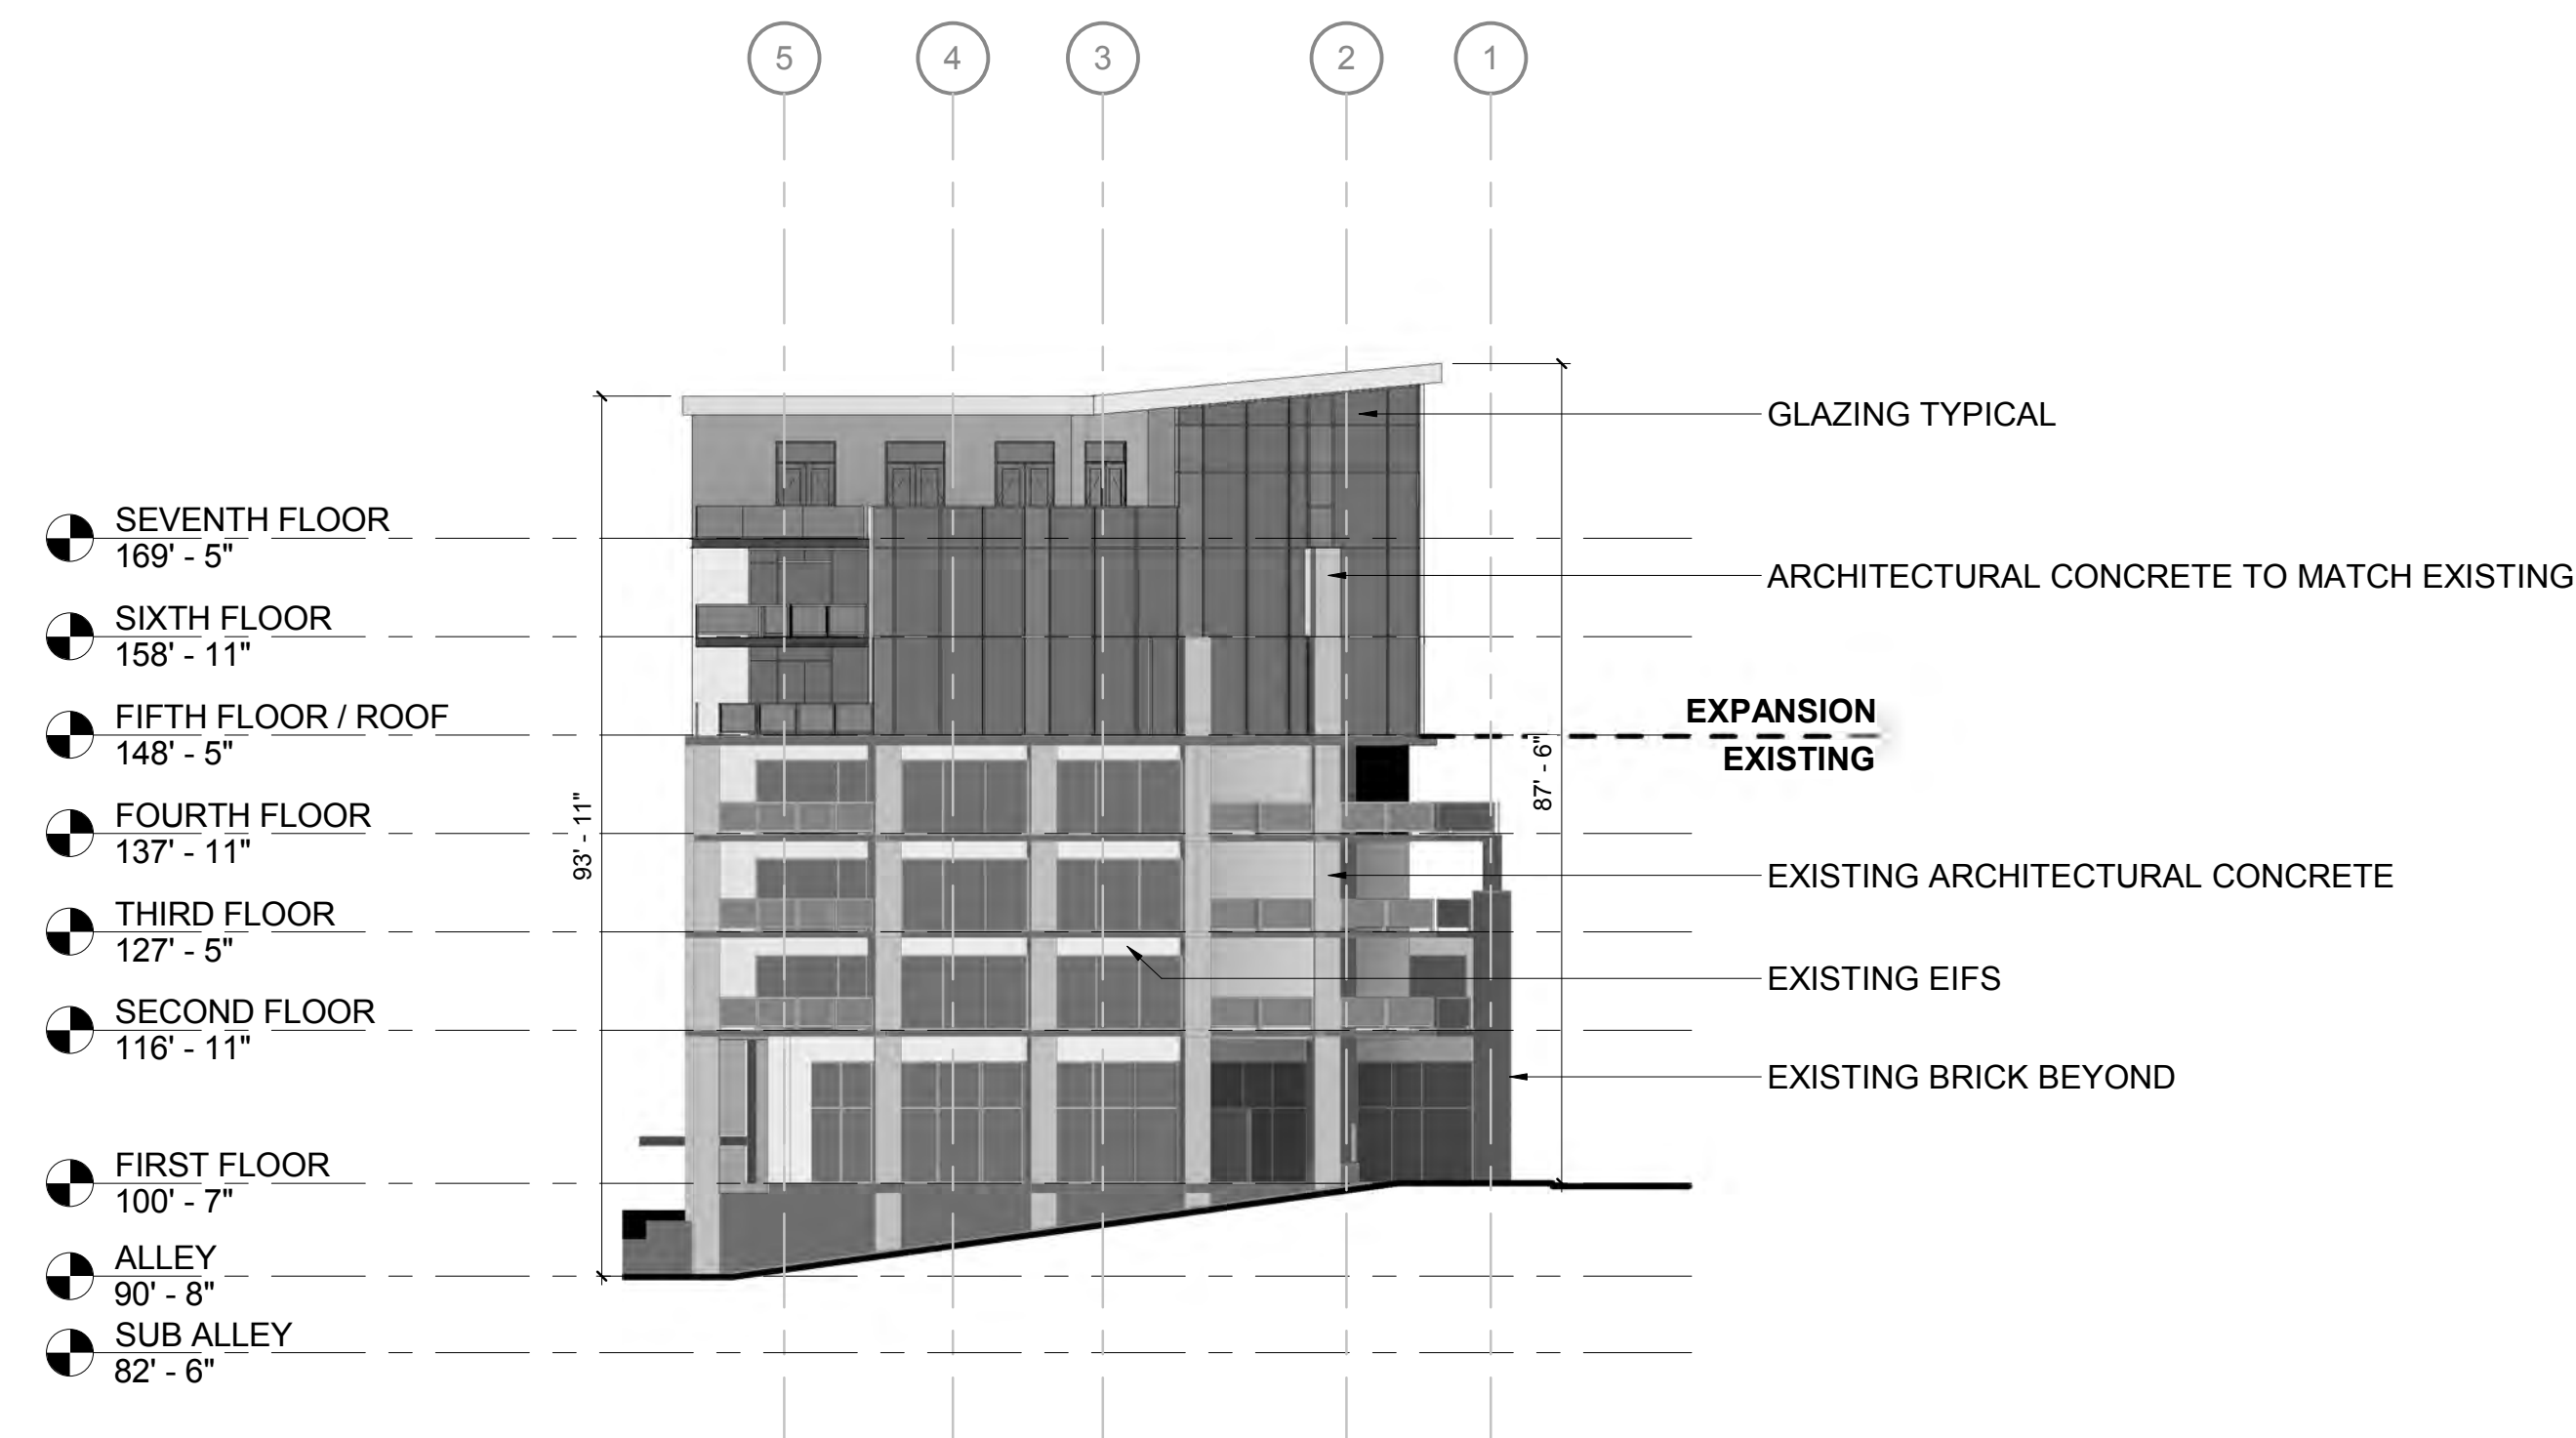 5 4 3 2 1
GLAZING TYPICAL
SEVENTH FLOOR
169' - 5"
ARCHITECTURAL CONCRETE TO MATCH EXISTING
SIXTH FLOOR
158' - 11"
FIFTH FLOOR / ROOF
148' - 5"
EXPANSION
EXISTING
87' - 6"
FOURTH FLOOR
137' - 11"
93' - 11"
EXISTING ARCHITECTURAL CONCRETE
THIRD FLOOR
127' - 5"
EXISTING EIFS
SECOND FLOOR
116' - 11"
EXISTING BRICK BEYOND
FIRST FLOOR
100' - 7"
ALLEY
90' - 8"
SUB ALLEY
82' - 6"